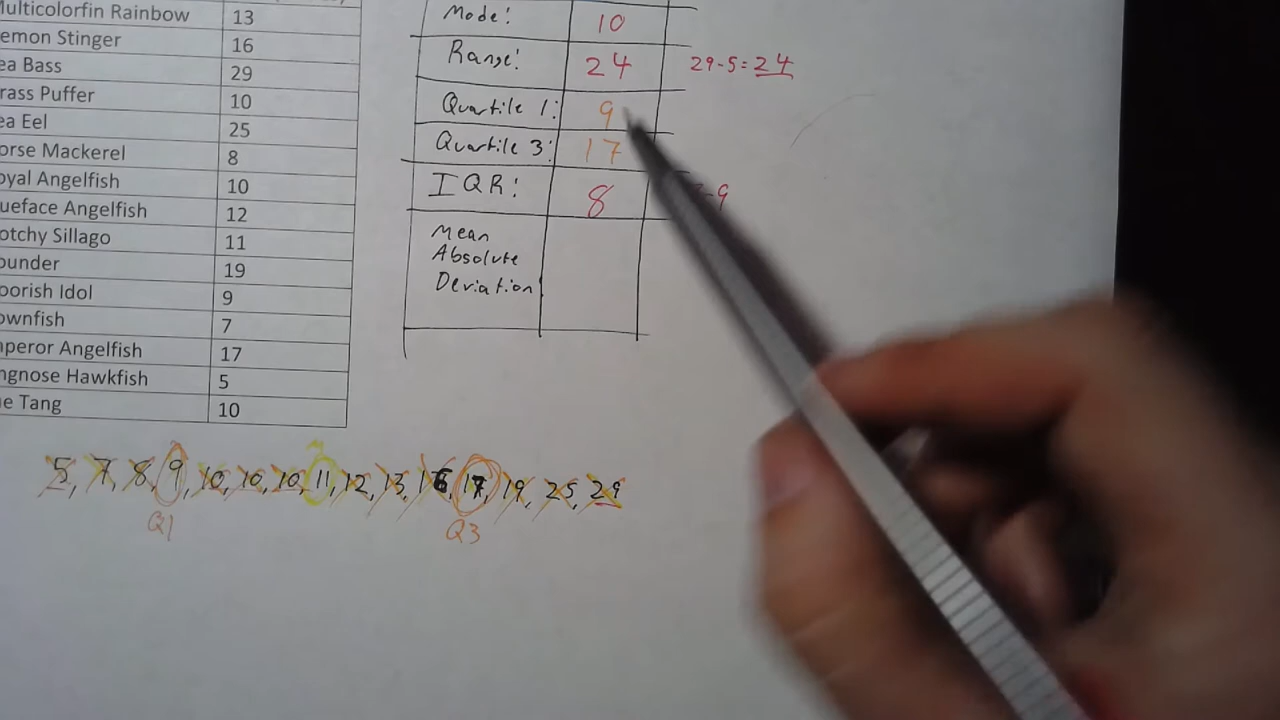 Multicolorfin Rainbow 13
emon Stinger 16
ea Bass 29
rass Puffer 10
ea Eel 25
orse Mackerel 8
oyal Angelfish 10
ueface Angelfish 12
otchy Sillago 11
ounder 19
oorish Idol 9
ownfish 7
mperor Angelfish 17
ngnose Hawkfish 5
ue Tang 10
Mode: 10
Range: 24 29-5=24
Quartile 1: 9
Quartile 3: 17
IQR: 8 -9
Mean
Absolute
Deviation
5, 7, 8, 9, 10, 10, 10, 11, 12, 13, 16, 17, 19, 25, 29
Q1 Q3